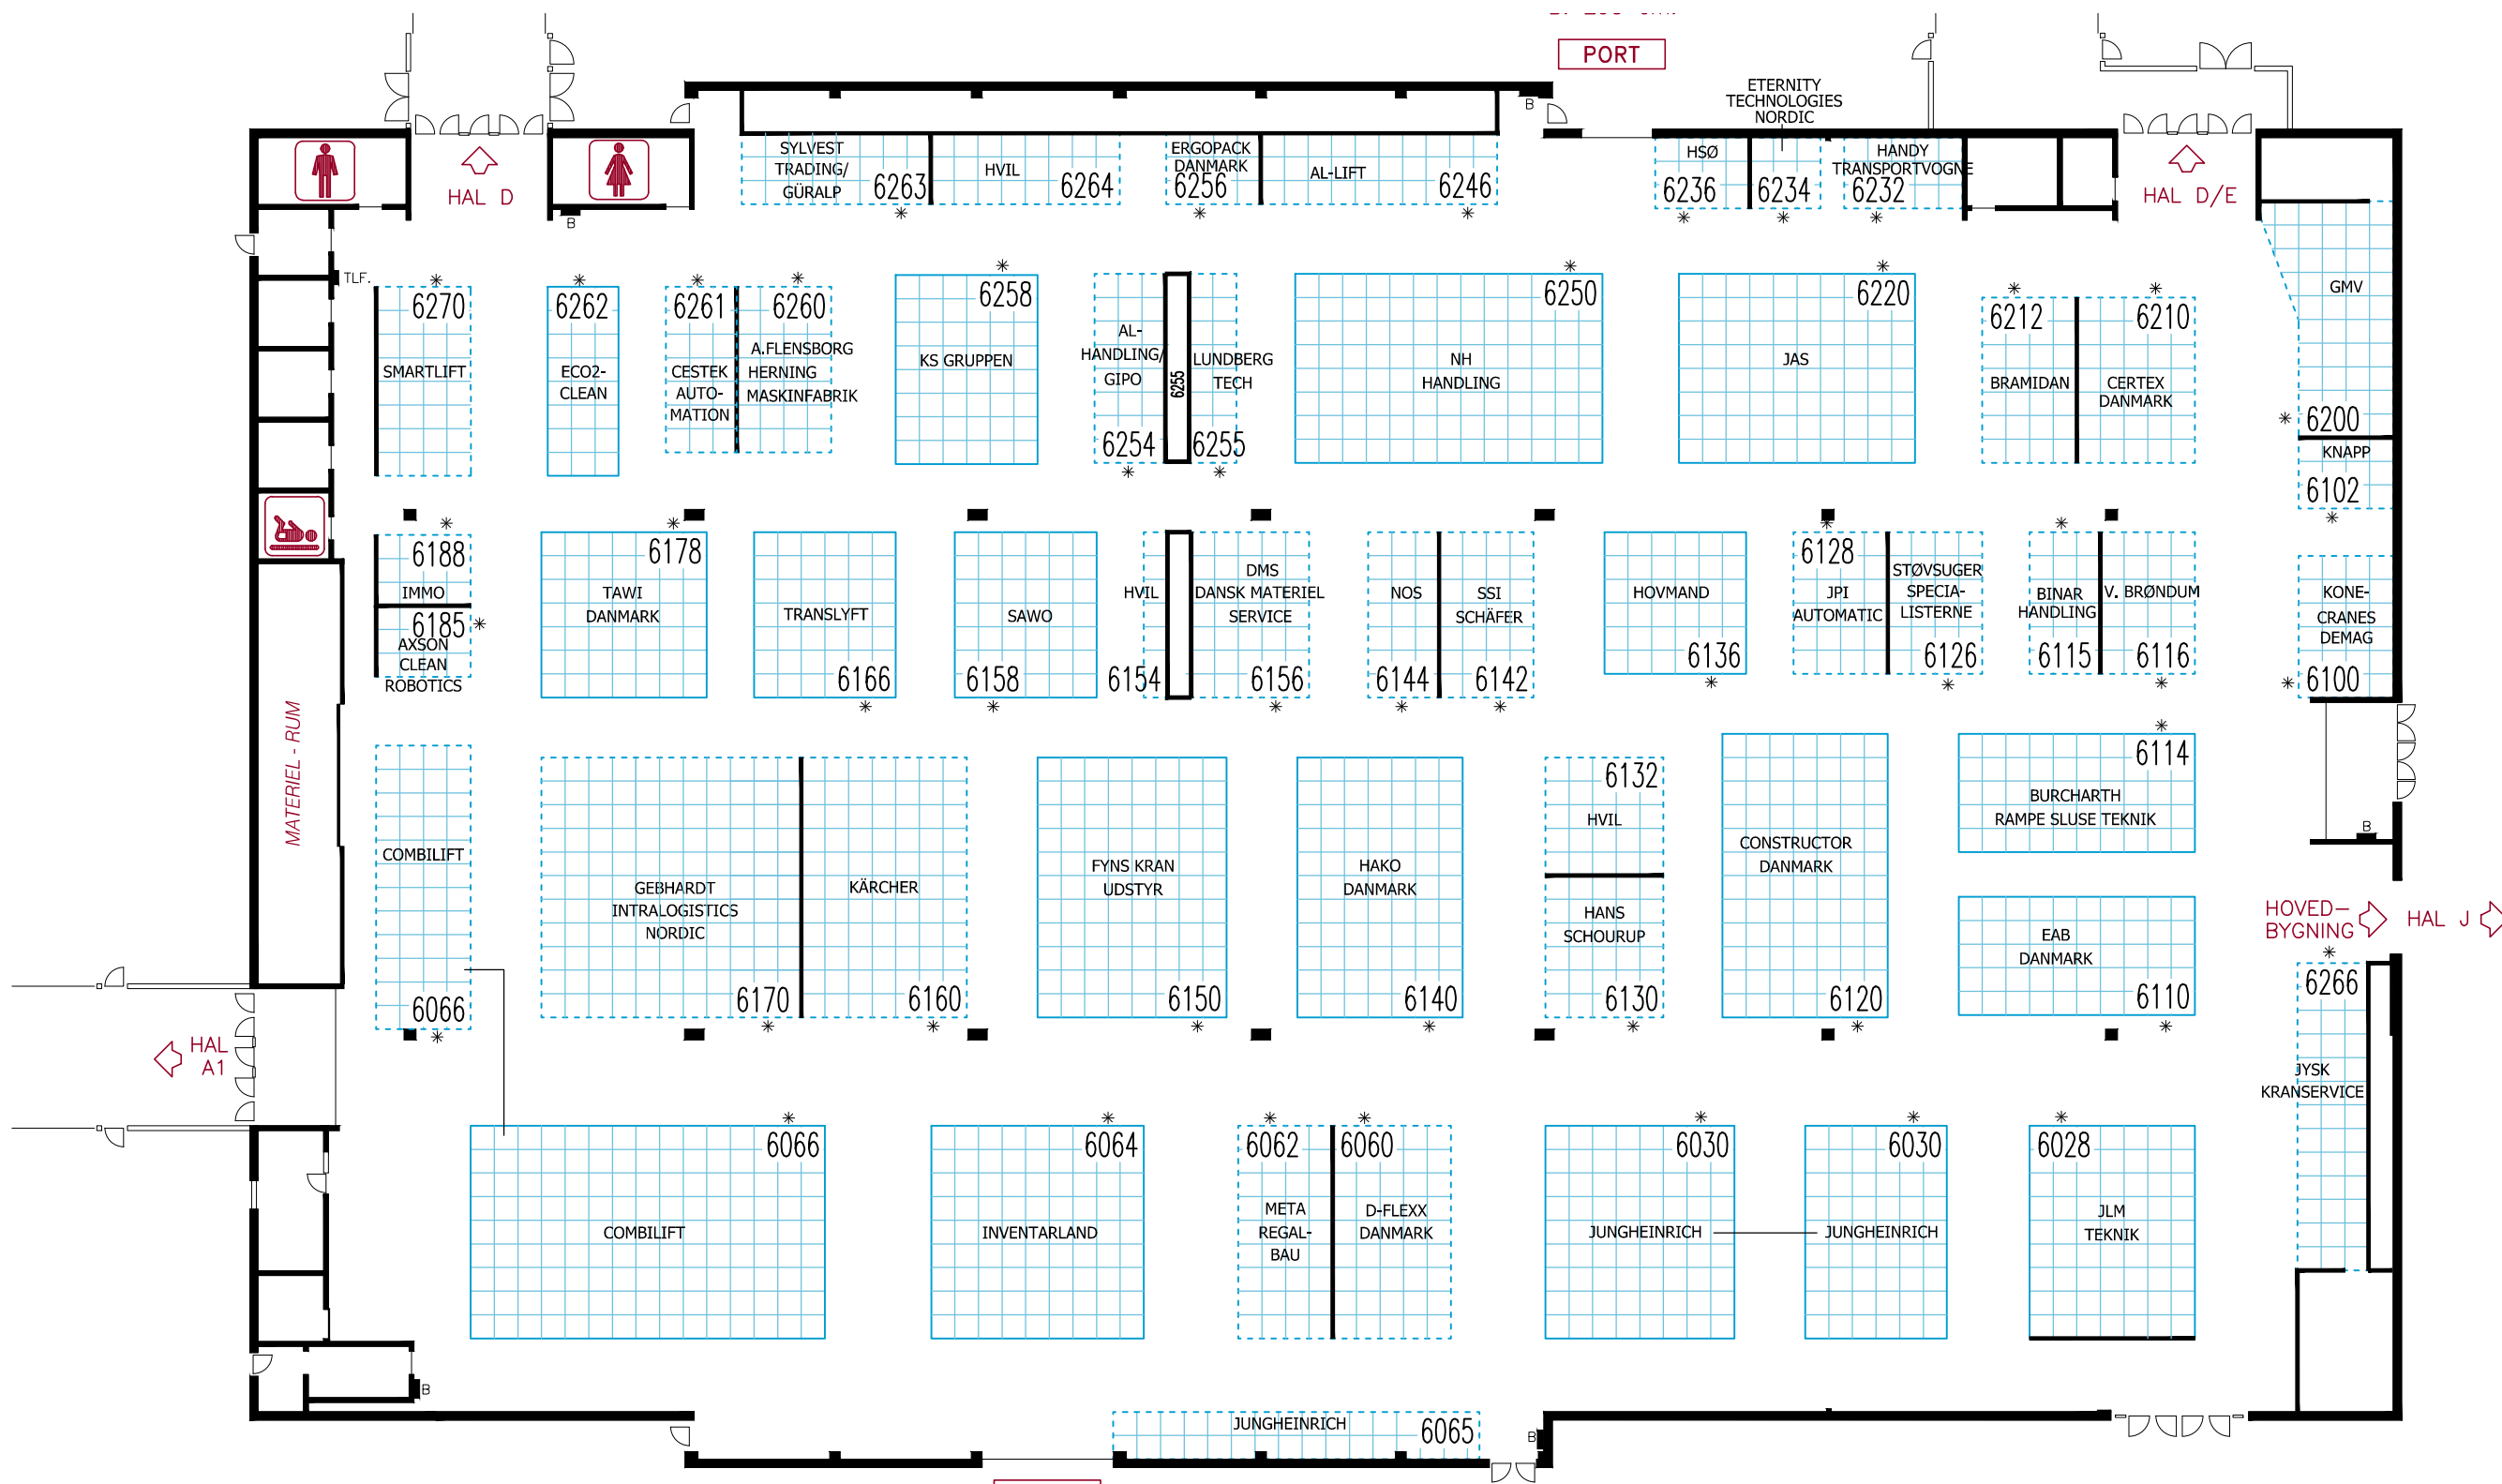 PORT
ETERNITY
TECHNOLOGIES
NORDIC
B
SYLVEST
TRADING/
GÜRALP
6263
HVIL
6264
ERGOPACK
DANMARK
6256
AL-LIFT
6246
HSØ
6236
6234
HANDY
TRANSPORTVOGNE
6232
HAL D
HAL D/E
B
TLF.
6270
SMARTLIFT
6262
ECO2-
CLEAN
6261
CESTEK
AUTO-
MATION
6260
A.FLENSBORG
HERNING
MASKINFABRIK
6258
KS GRUPPEN
AL-
HANDLING/
GIPO
6254
6255
LUNDBERG
TECH
6255
6250
NH
HANDLING
6220
JAS
6212
BRAMIDAN
6210
CERTEX
DANMARK
GMV
6200
KNAPP
6102
6188
IMMO
6185
AXSON
CLEAN
ROBOTICS
6178
TAWI
DANMARK
TRANSLYFT
6166
SAWO
6158
HVIL
6154
DMS
DANSK MATERIEL
SERVICE
6156
NOS
6144
SSI
SCHÄFER
6142
HOVMAND
6136
6128
JPI
AUTOMATIC
STØVSUGER
SPECIA-
LISTERNE
6126
BINAR
HANDLING
6115
V. BRØNDUM
6116
KONE-
CRANES
DEMAG
6100
MATERIEL - RUM
COMBILIFT
6066
GEBHARDT
INTRALOGISTICS
NORDIC
6170
KÄRCHER
6160
FYNS KRAN
UDSTYR
6150
HAKO
DANMARK
6140
6132
HVIL
HANS
SCHOURUP
6130
CONSTRUCTOR
DANMARK
6120
6114
BURCHARTH
RAMPE SLUSE TEKNIK
B
EAB
DANMARK
6110
HOVED-
BYGNING
HAL J
6266
JYSK
KRANSERVICE
HAL
A1
6066
COMBILIFT
6064
INVENTARLAND
6062
META
REGAL-
BAU
6060
D-FLEXX
DANMARK
6030
JUNGHEINRICH
6030
JUNGHEINRICH
6028
JLM
TEKNIK
B
JUNGHEINRICH
6065
B